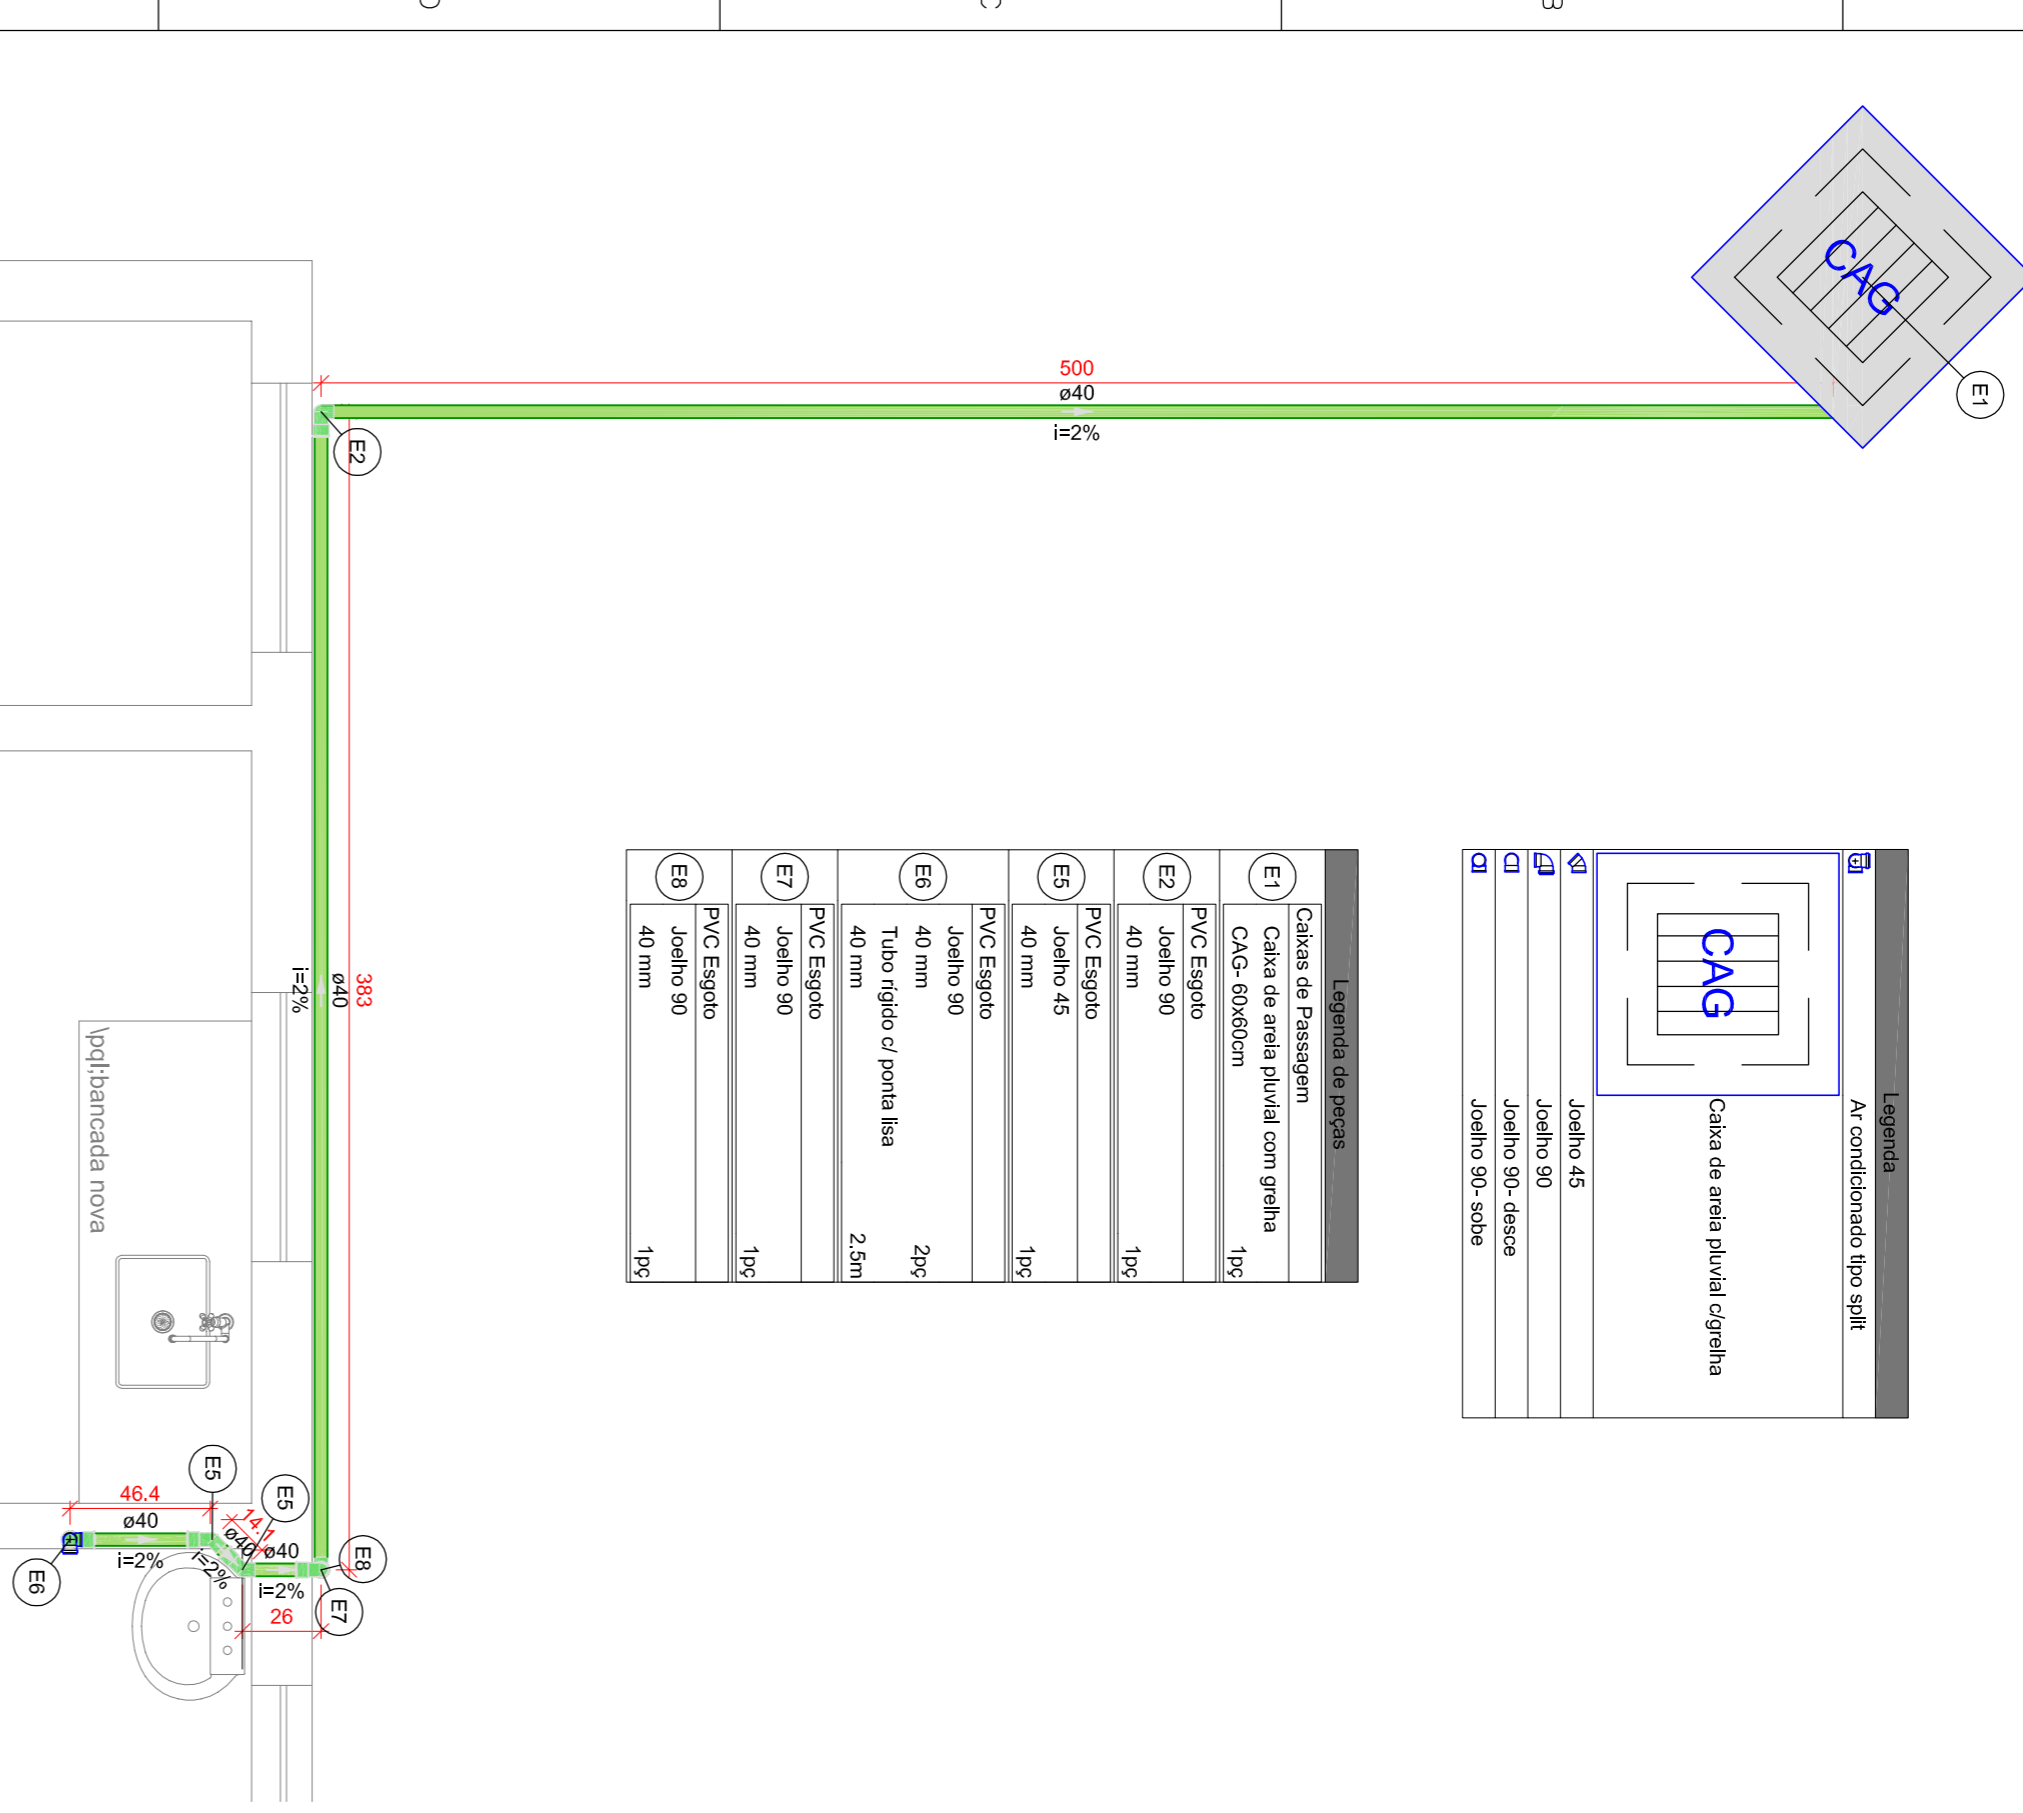 CAG
E1
500
ø40
i=2%
E2
383
ø40
i=2%
\pql;bancada nova
E5
E5
46.4
ø40
i=2%
14.1
ø40
i=2%
ø40
i=2%
26
E8
E7
E6
Legenda
Ar condicionado tipo split
CAG
Caixa de areia pluvial c/grelha
Joelho 45
Joelho 90
Joelho 90- desce
Joelho 90- sobe
Legenda de peças
E1
Caixas de Passagem
Caixa de areia pluvial com grelha
CAG- 60x60cm 1pç
E2
PVC Esgoto
Joelho 90
40 mm 1pç
E5
PVC Esgoto
Joelho 45
40 mm 1pç
E6
PVC Esgoto
Joelho 90
40 mm 2pç
Tubo rígido c/ ponta lisa
40 mm 2.5m
E7
PVC Esgoto
Joelho 90
40 mm 1pç
E8
PVC Esgoto
Joelho 90
40 mm 1pç